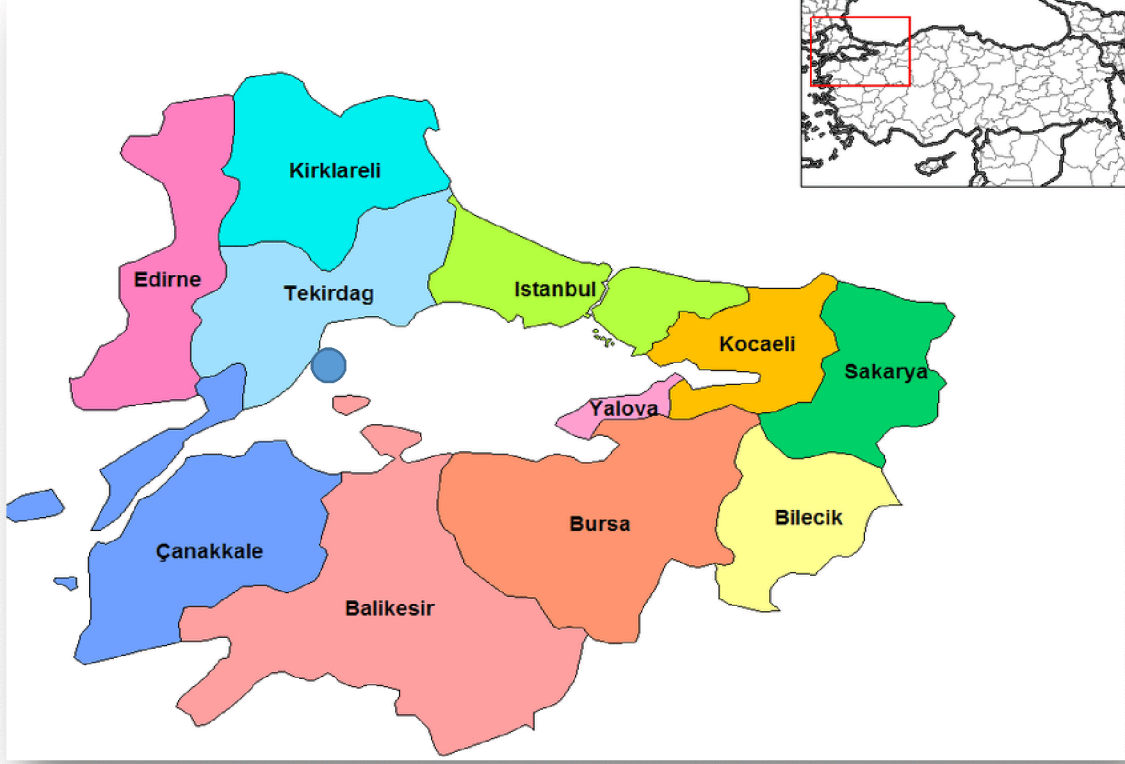 Kirklareli
Edirne
Tekirdag
Istanbul
Kocaeli
Sakarya
Yalova
Bursa
Bilecik
Çanakkale
Balikesir